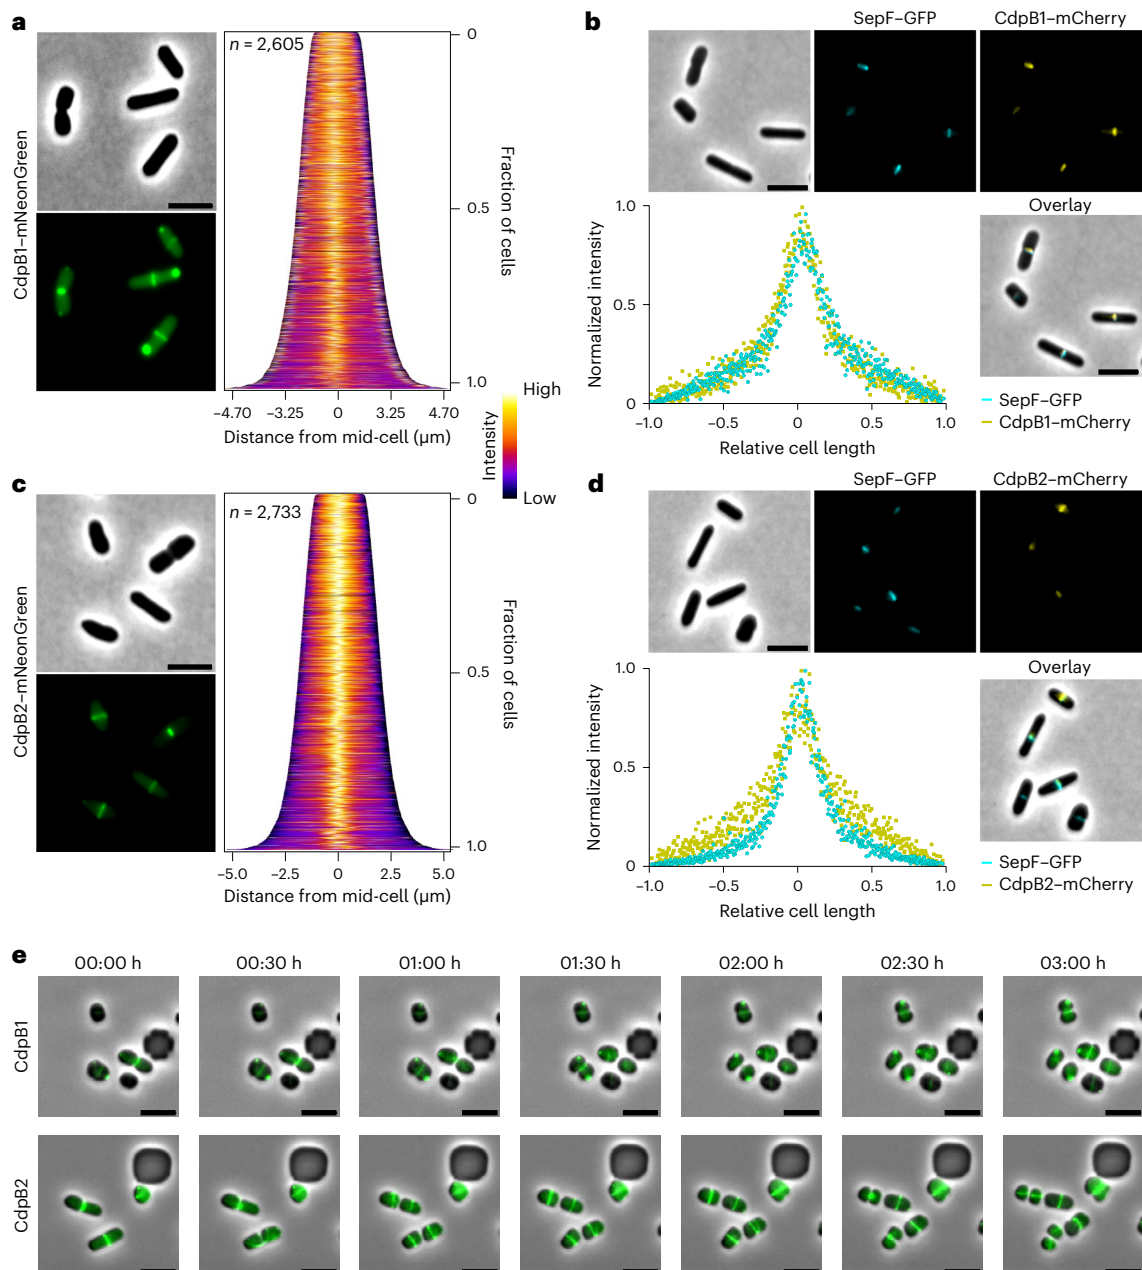 a
CdpB1–mNeonGreen
n = 2,605
0
0.5
1.0
Fraction of cells
−4.70 −3.25 0 3.25 4.70
Distance from mid-cell (µm)
High
Intensity
Low
b
SepF–GFP CdpB1–mCherry
Overlay
1.0
0.5
0
Normalized intensity
−1.0 −0.5 0 0.5 1.0
Relative cell length
SepF–GFP
CdpB1–mCherry
c
CdpB2–mNeonGreen
n = 2,733
0
0.5
1.0
Fraction of cells
−5.0 −2.5 0 2.5 5.0
Distance from mid-cell (µm)
d
SepF–GFP CdpB2–mCherry
Overlay
1.0
0.5
0
Normalized intensity
−1.0 −0.5 0 0.5 1.0
Relative cell length
SepF–GFP
CdpB2–mCherry
e
00:00 h 00:30 h 01:00 h 01:30 h 02:00 h 02:30 h 03:00 h
CdpB1
CdpB2